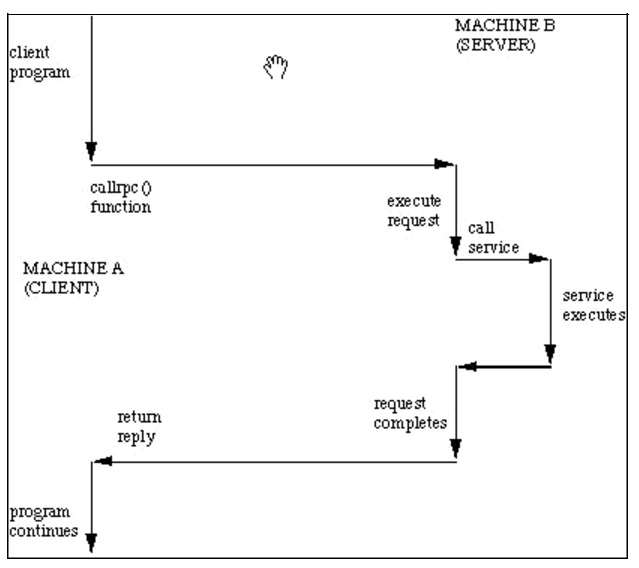 MACHINE B
(SERVER)
client
program
callrpc()
function
execute
request
call
service
MACHINE A
(CLIENT)
service
executes
request
completes
return
reply
program
continues